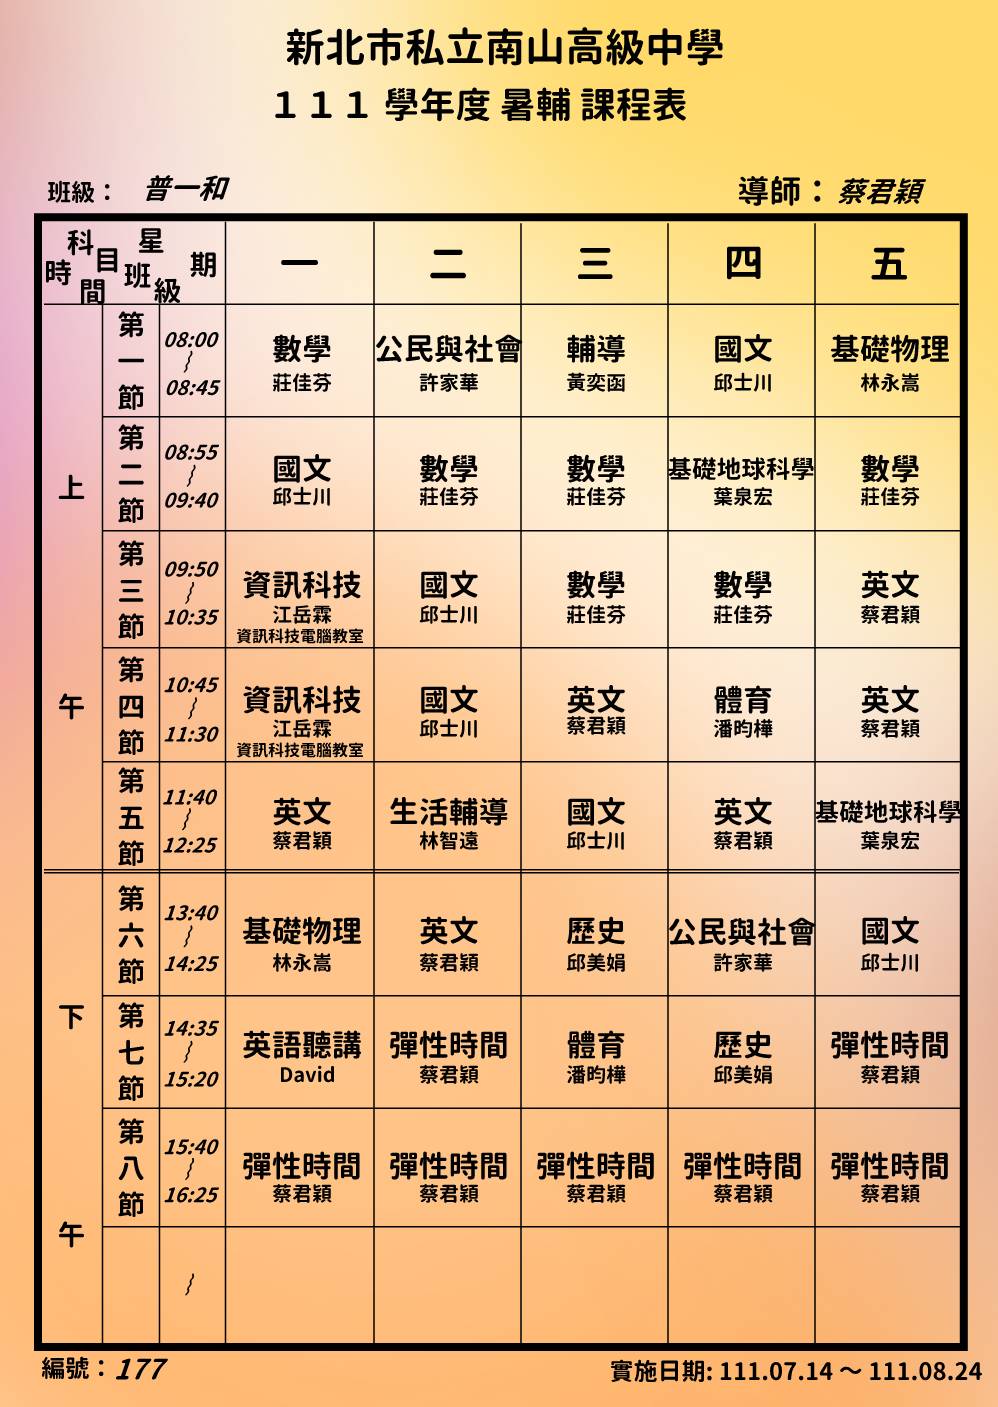 新北市私立南山高級中學
１１１ 學年度 暑輔 課程表
班級： 普一和
導師： 蔡君穎
科目 星期 時間 班級
一 二 三 四 五
上午
第一節 08:00 ~ 08:45
數學 公民與社會 輔導 國文 基礎物理
莊佳芬 許家華 黃奕函 邱士川 林永嵩
第二節 08:55 ~ 09:40
國文 數學 數學 基礎地球科學 數學
邱士川 莊佳芬 莊佳芬 葉泉宏 莊佳芬
第三節 09:50 ~ 10:35
資訊科技 國文 數學 數學 英文
江岳霖 邱士川 莊佳芬 莊佳芬 蔡君穎
資訊科技電腦教室
第四節 10:45 ~ 11:30
資訊科技 國文 英文 體育 英文
江岳霖 邱士川 蔡君穎 潘昀樺 蔡君穎
資訊科技電腦教室
第五節 11:40 ~ 12:25
英文 生活輔導 國文 英文 基礎地球科學
蔡君穎 林智遠 邱士川 蔡君穎 葉泉宏
下午
第六節 13:40 ~ 14:25
基礎物理 英文 歷史 公民與社會 國文
林永嵩 蔡君穎 邱美娟 許家華 邱士川
第七節 14:35 ~ 15:20
英語聽講 彈性時間 體育 歷史 彈性時間
David 蔡君穎 潘昀樺 邱美娟 蔡君穎
第八節 15:40 ~ 16:25
彈性時間 彈性時間 彈性時間 彈性時間 彈性時間
蔡君穎 蔡君穎 蔡君穎 蔡君穎 蔡君穎
~
編號： 177
實施日期: 111.07.14 ～ 111.08.24